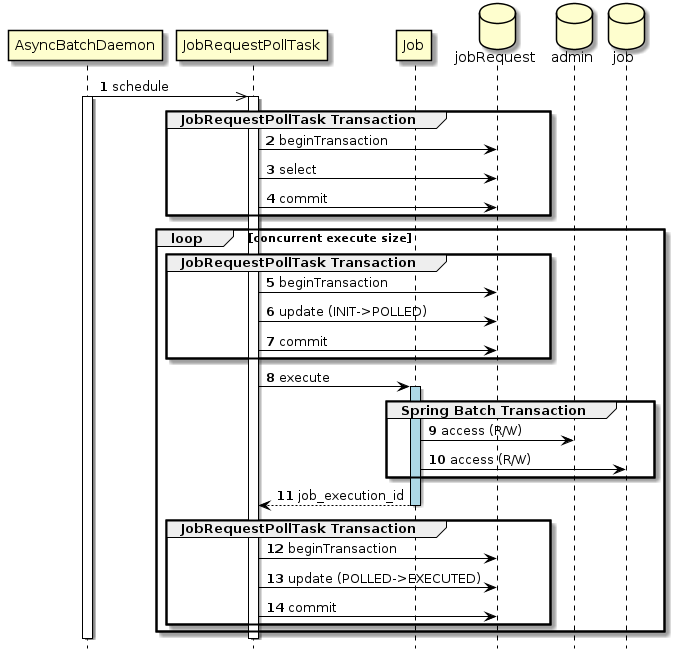 AsyncBatchDaemon
JobRequestPollTask
Job
jobRequest
admin
job
1 schedule
JobRequestPollTask Transaction
2 beginTransaction
3 select
4 commit
loop [concurrent execute size]
JobRequestPollTask Transaction
5 beginTransaction
6 update (INIT->POLLED)
7 commit
8 execute
Spring Batch Transaction
9 access (R/W)
10 access (R/W)
11 job_execution_id
JobRequestPollTask Transaction
12 beginTransaction
13 update (POLLED->EXECUTED)
14 commit